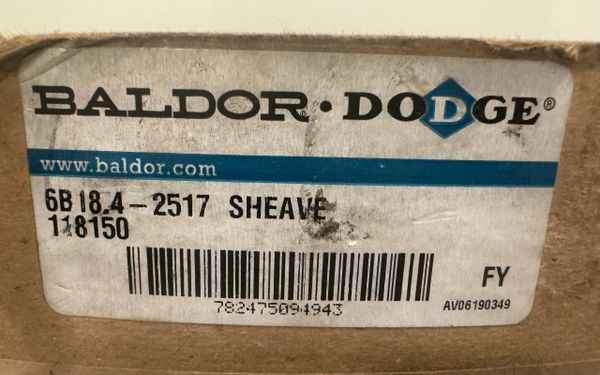 BALDOR · DODGE®
www.baldor.com
6B18.4-2517 SHEAVE
118150
FY
782475094943
AV06190349